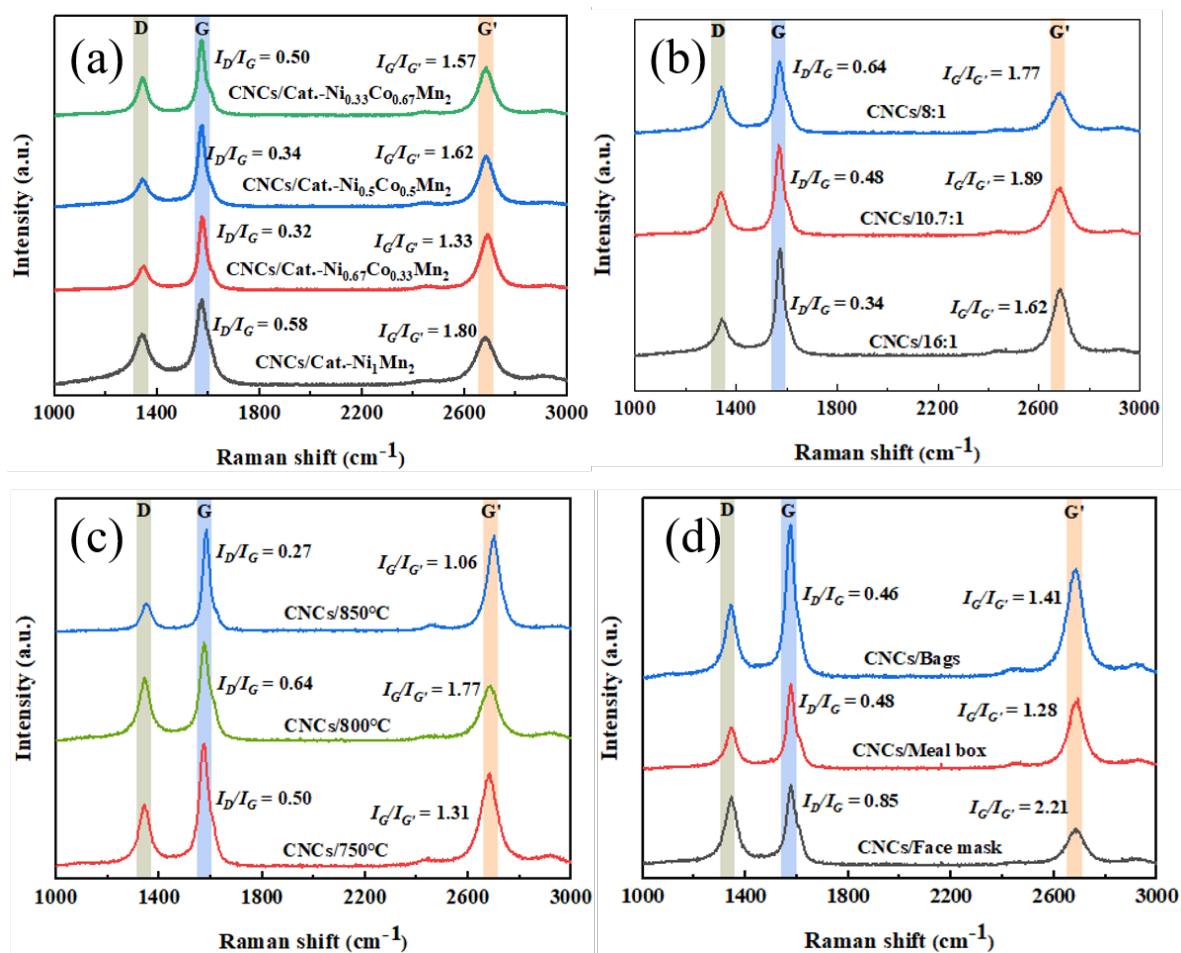 (a)
D G G'
I_D/I_G = 0.50 I_G/I_G' = 1.57
CNCs/Cat.-Ni₀.₃₃Co₀.₆₇Mn₂
I_D/I_G = 0.34 I_G/I_G' = 1.62
CNCs/Cat.-Ni₀.₅Co₀.₅Mn₂
I_D/I_G = 0.32 I_G/I_G' = 1.33
CNCs/Cat.-Ni₀.₆₇Co₀.₃₃Mn₂
I_D/I_G = 0.58 I_G/I_G' = 1.80
CNCs/Cat.-Ni₁Mn₂
1000 1400 1800 2200 2600 3000
Raman shift (cm⁻¹)
Intensity (a.u.)
(b)
D G G'
I_D/I_G = 0.64 I_G/I_G' = 1.77
CNCs/8:1
I_D/I_G = 0.48 I_G/I_G' = 1.89
CNCs/10.7:1
I_D/I_G = 0.34 I_G/I_G' = 1.62
CNCs/16:1
1000 1400 1800 2200 2600 3000
Raman shift (cm⁻¹)
Intensity (a.u.)
(c)
D G G'
I_D/I_G = 0.27 I_G/I_G' = 1.06
CNCs/850°C
I_D/I_G = 0.64 I_G/I_G' = 1.77
CNCs/800°C
I_D/I_G = 0.50 I_G/I_G' = 1.31
CNCs/750°C
1000 1400 1800 2200 2600 3000
Raman shift (cm⁻¹)
Intensity (a.u.)
(d)
D G G'
I_D/I_G = 0.46 I_G/I_G' = 1.41
CNCs/Bags
I_D/I_G = 0.48 I_G/I_G' = 1.28
CNCs/Meal box
I_D/I_G = 0.85 I_G/I_G' = 2.21
CNCs/Face mask
1000 1400 1800 2200 2600 3000
Raman shift (cm⁻¹)
Intensity (a.u.)